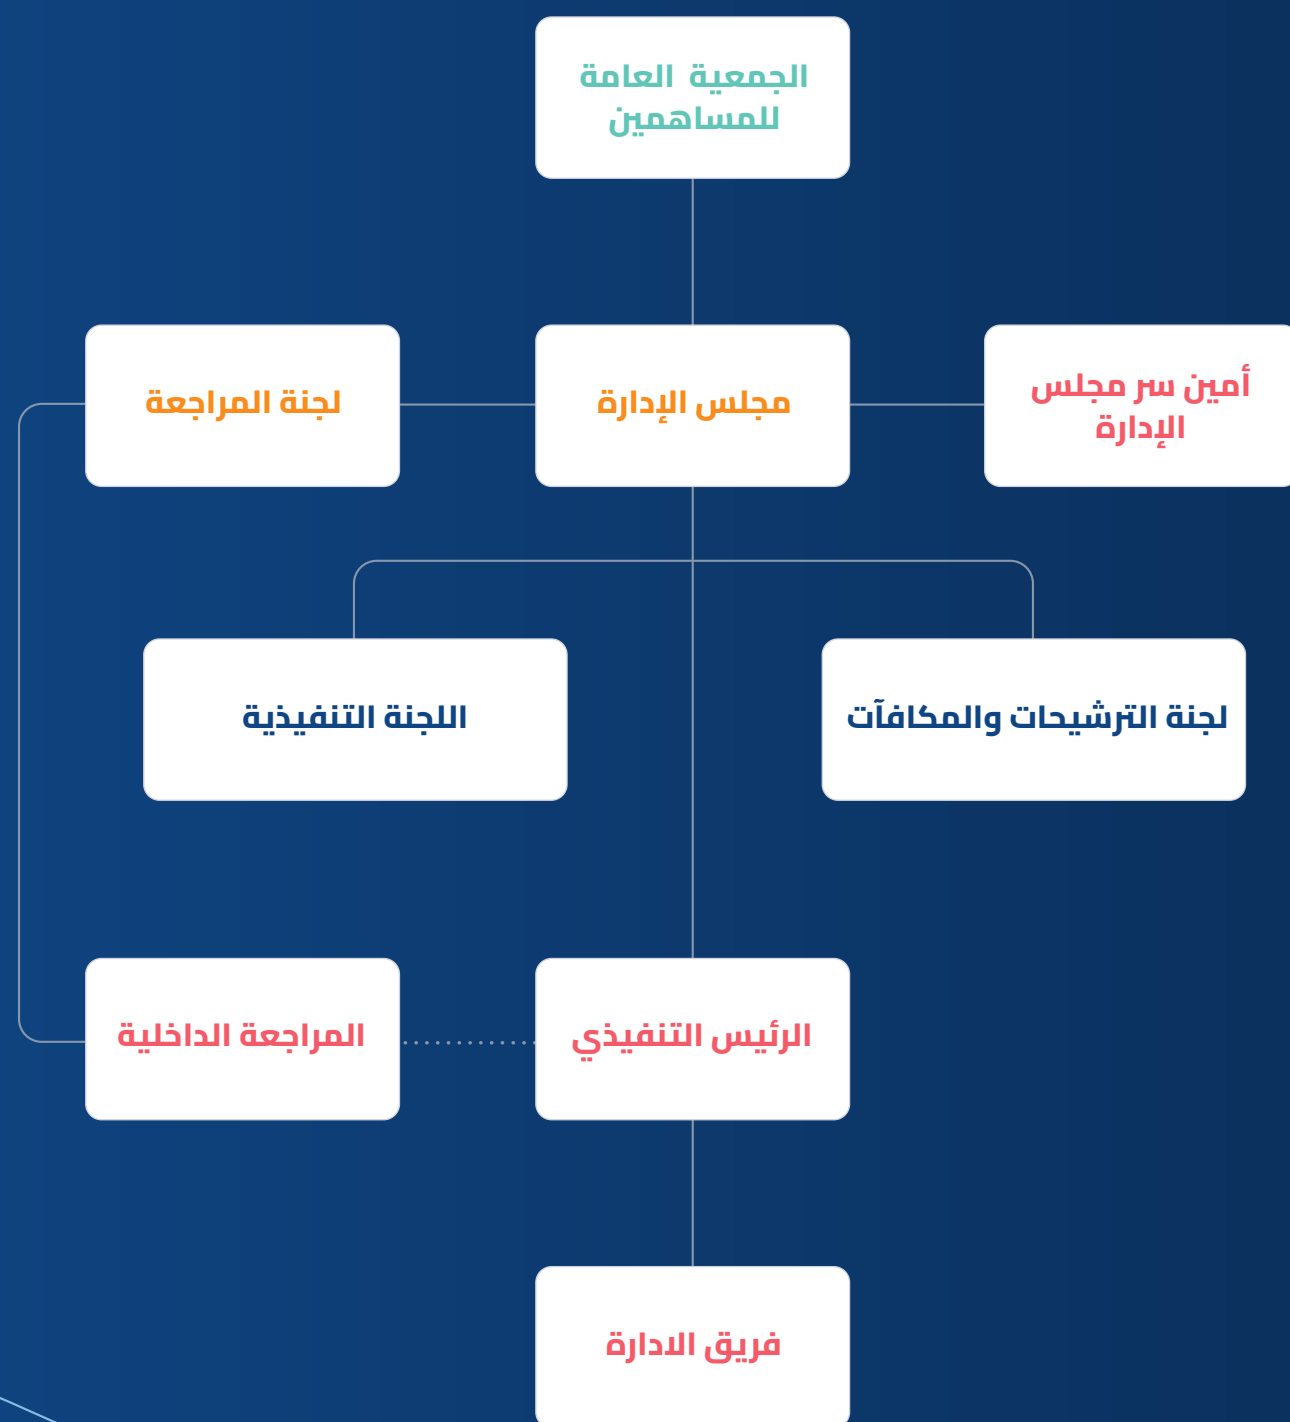 الجمعية العامة
للمساهمين
أمين سر مجلس
الإدارة
مجلس الإدارة
لجنة المراجعة
لجنة الترشيحات والمكافآت
اللجنة التنفيذية
الرئيس التنفيذي
المراجعة الداخلية
فريق الادارة